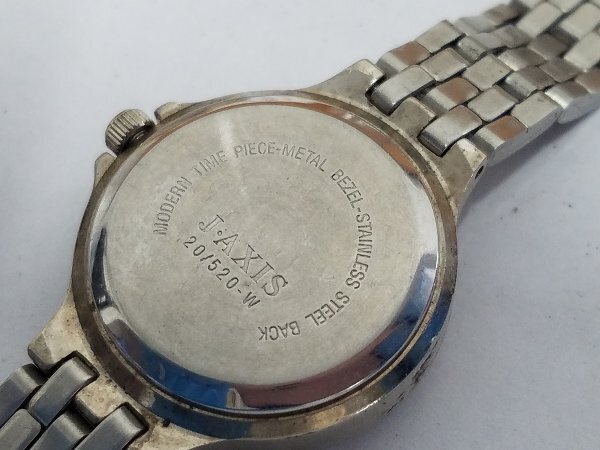 MODERN TIME PIECE-METAL BEZEL-STAINLESS STEEL BACK
J·AXIS
20/520-W